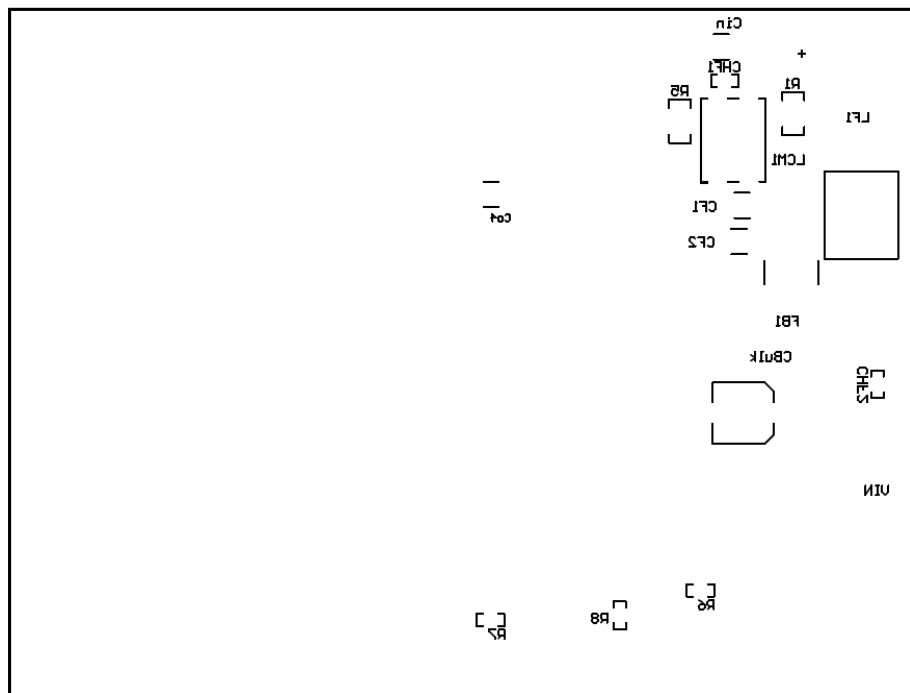 Cin
+
CHF1
R5
R1
LF1
LCM1
CF1
Co4
CF2
FB1
CBulk
CHF2
VIN
R6
R8
R7